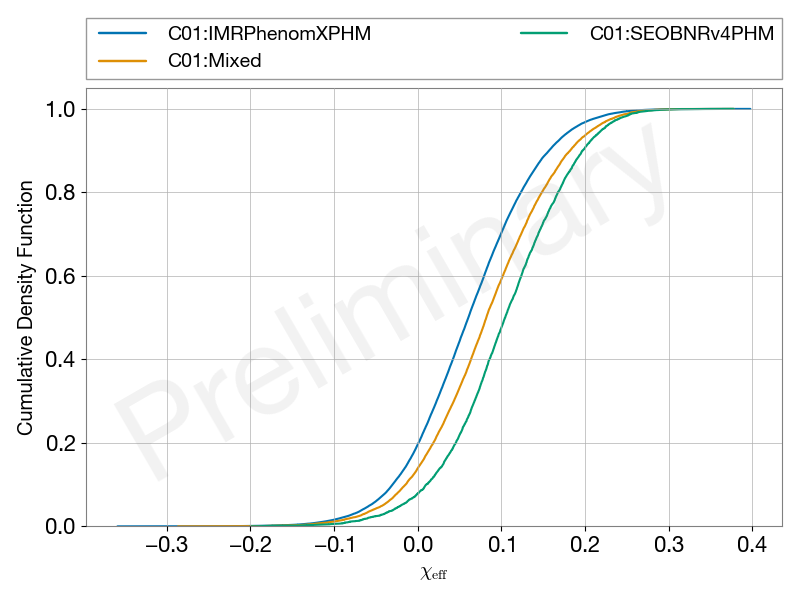 C01:IMRPhenomXPHM
C01:Mixed
C01:SEOBNRv4PHM
Cumulative Density Function
1.0
0.8
0.6
0.4
0.2
0.0
Preliminary
−0.3 −0.2 −0.1 0.0 0.1 0.2 0.3 0.4
χeff